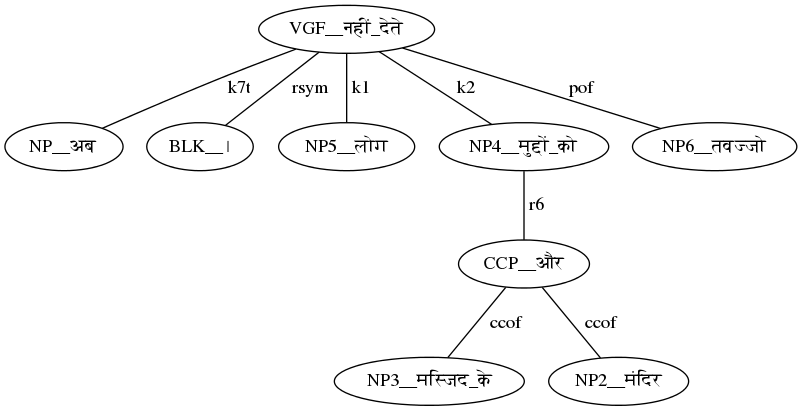 VGF__नहीं_देते
k7t rsym k1 k2 pof
NP__अब BLK__। NP5__लोग NP4__मुद्दों_को NP6__तवज्जो
r6
CCP__और
ccof ccof
NP3__मस्जिद_के NP2__मंदिर